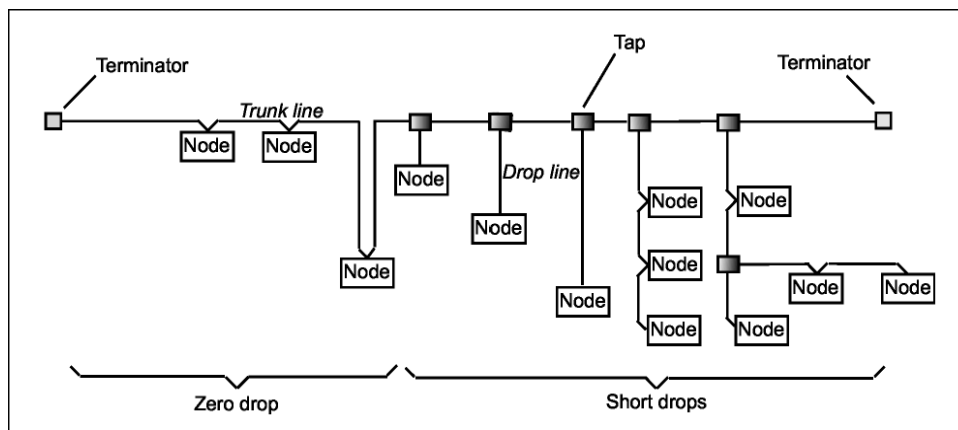 Tap
Terminator
Terminator
Trunk line
Node
Node
Node
Drop line
Node
Node
Node
Node
Node
Node
Node
Node
Node
Node
Node
Zero drop
Short drops